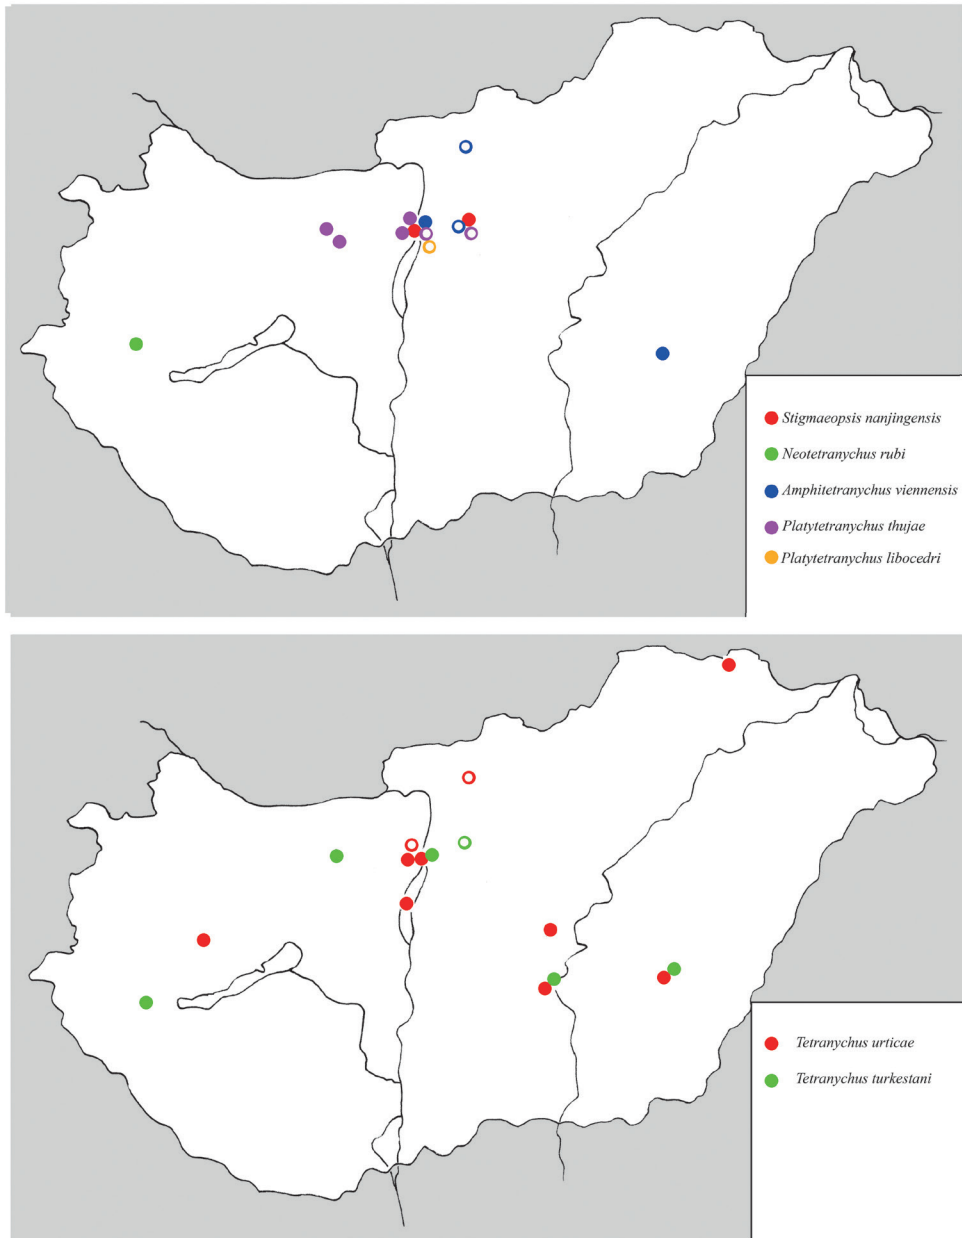 Stigmaeopsis nanjingensis
Neotetranychus rubi
Amphitetranychus viennensis
Platytetranychus thujae
Platytetranychus libocedri
Tetranychus urticae
Tetranychus turkestani